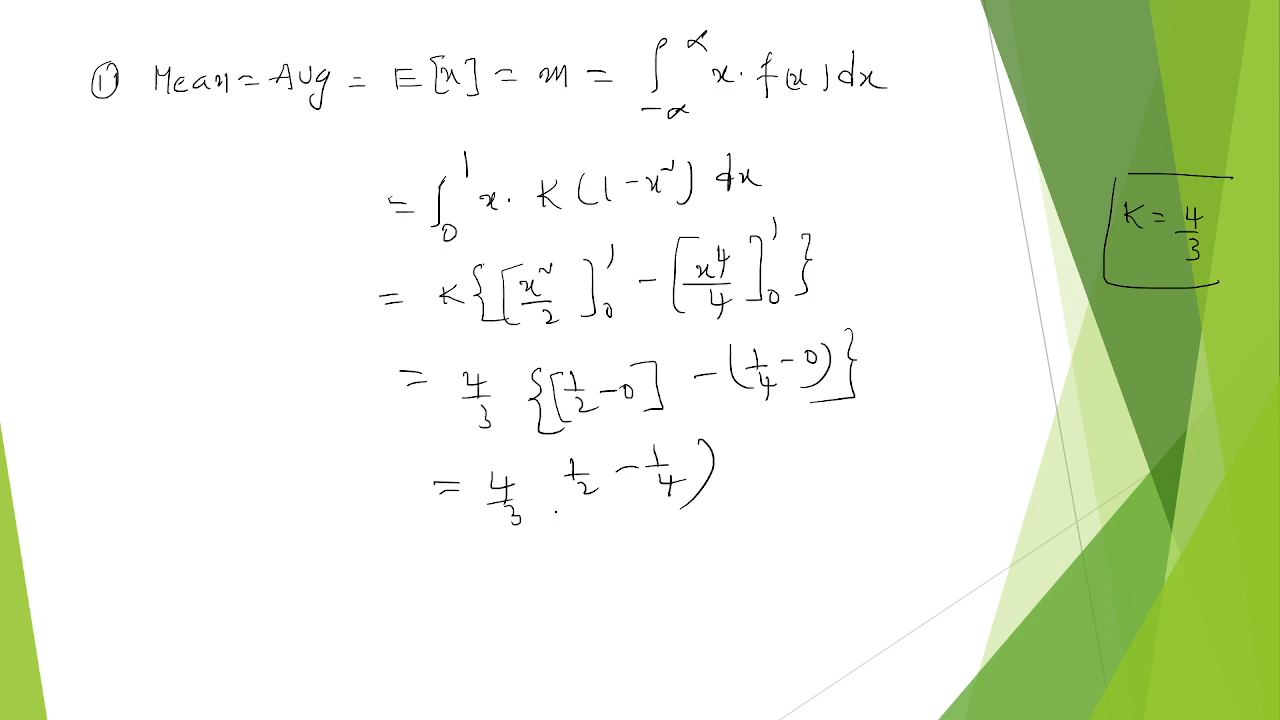 ① Mean = Avg = E[x] = m = ∫_{-α}^{α} x. f(x) dx
= ∫_0^1 x. K (1 - x²) dx
K = 4/3
= K{[x²/2]_0^1 - [x⁴/4]_0^1}
= 4/3 {[1/2 - 0] - (1/4 - 0)}
= 4/3 . 1/2 - 1/4)